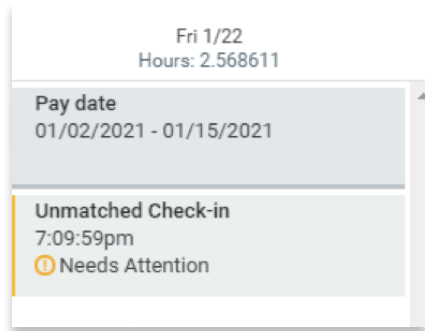 Fri 1/22
Hours: 2.568611
Pay date
01/02/2021 - 01/15/2021
Unmatched Check-in
7:09:59pm
Needs Attention